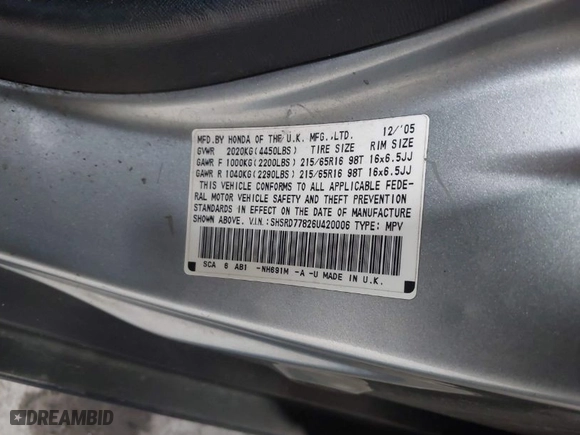 MFD.BY HONDA OF THE U.K. MFG.,LTD. 12/'05
GVWR 2020KG(4450LBS) TIRE SIZE RIM SIZE
GAWR F 1000KG(2200LBS) 215/65R16 98T 16x6.5JJ
GAWR R 1040KG(2290LBS) 215/65R16 98T 16x6.5JJ
THIS VEHICLE CONFORMS TO ALL APPLICABLE FEDE-
RAL MOTOR VEHICLE SAFETY AND THEFT PREVENTION
STANDARDS IN EFFECT ON THE DATE OF MANUFACTURE
SHOWN ABOVE. V.I.N.:SHSRD77826U420006 TYPE: MPV
SCA 6 AB1 -NH691M -A -U MADE IN U.K.
DREAMBID